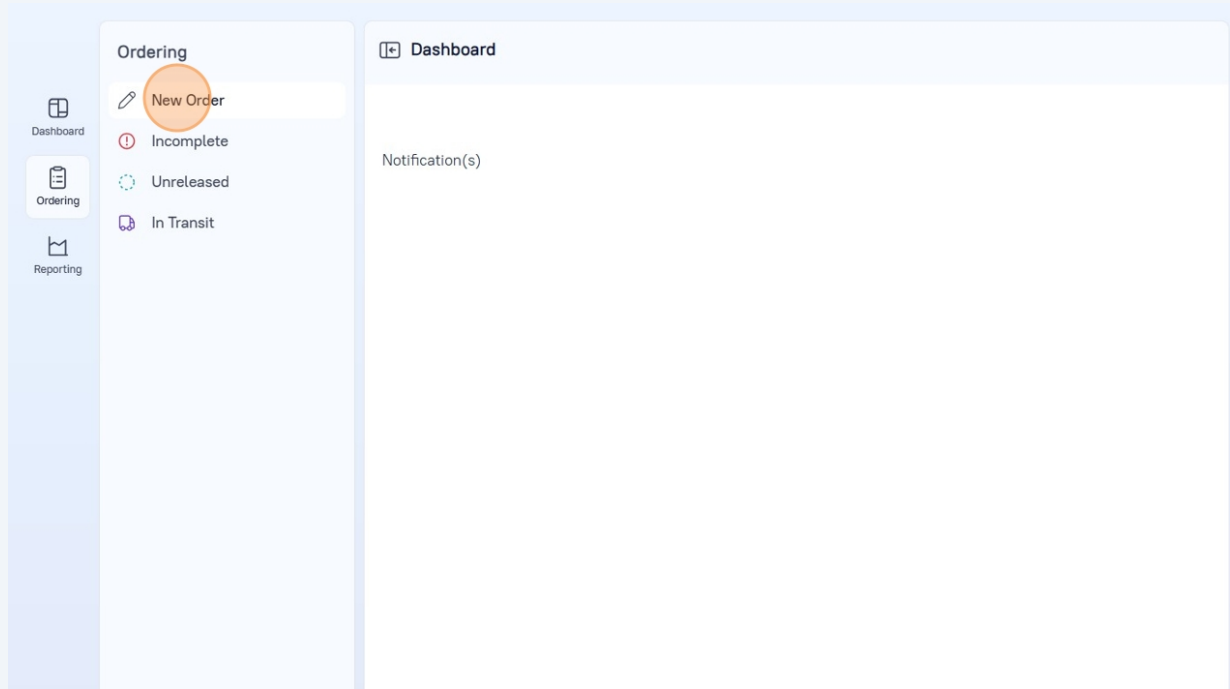 Dashboard
Ordering
Reporting
Ordering
New Order
Incomplete
Unreleased
In Transit
Dashboard
Notification(s)